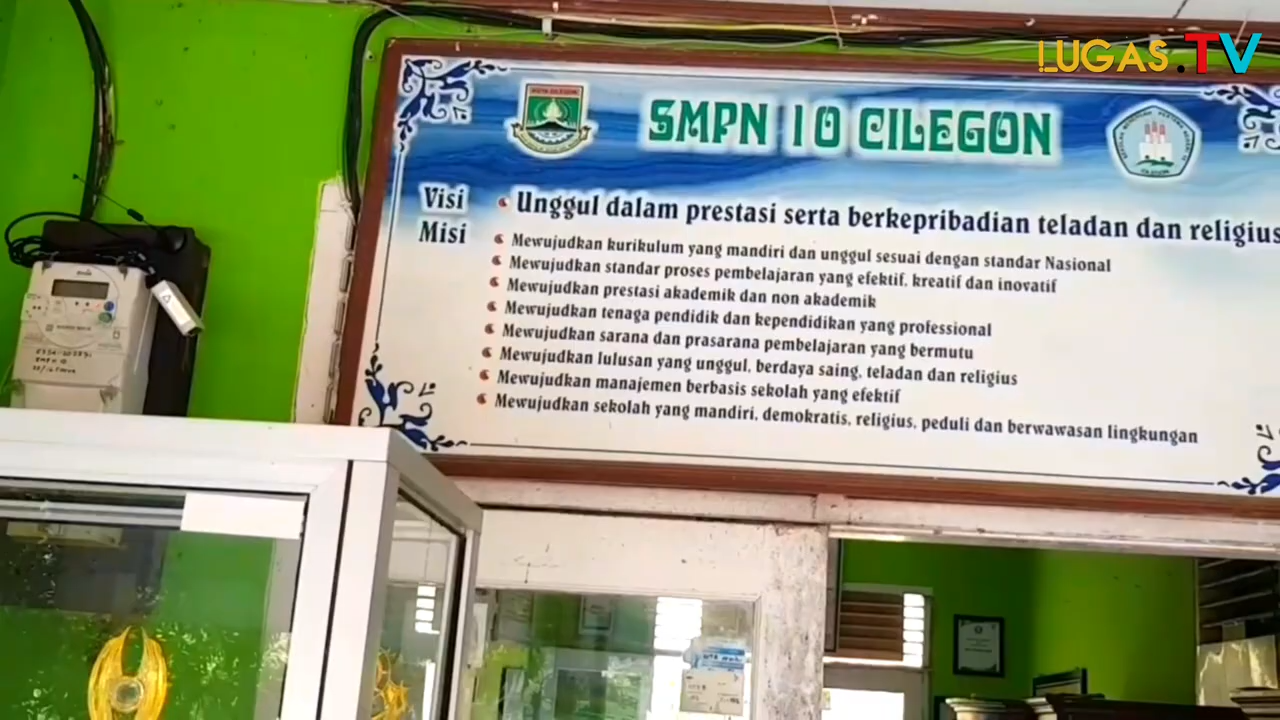 LUGAS.TV
SMPN 10 CILEGON
Visi
Unggul dalam prestasi serta berkepribadian teladan dan religius
Misi
Mewujudkan kurikulum yang mandiri dan unggul sesuai dengan standar Nasional
Mewujudkan standar proses pembelajaran yang efektif, kreatif dan inovatif
Mewujudkan prestasi akademik dan non akademik
Mewujudkan tenaga pendidik dan kependidikan yang professional
Mewujudkan sarana dan prasarana pembelajaran yang bermutu
Mewujudkan lulusan yang unggul, berdaya saing, teladan dan religius
Mewujudkan manajemen berbasis sekolah yang efektif
Mewujudkan sekolah yang mandiri, demokratis, religius, peduli dan berwawasan lingkungan